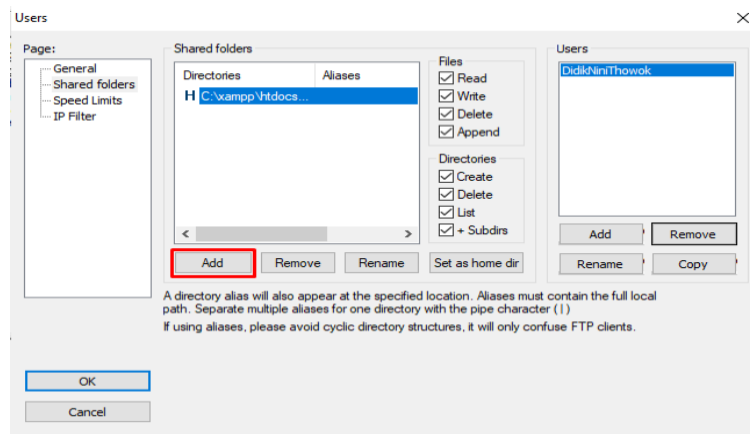 Users
Page:
General
Shared folders
Speed Limits
IP Filter
Shared folders
Directories Aliases
H C:\xampp\htdocs...
Add Remove Rename Set as home dir
Files
Read
Write
Delete
Append
Directories
Create
Delete
List
+ Subdirs
Users
DidikNiniThowok
Add Remove
Rename Copy
A directory alias will also appear at the specified location. Aliases must contain the full local
path. Separate multiple aliases for one directory with the pipe character ( | )
If using aliases, please avoid cyclic directory structures, it will only confuse FTP clients.
OK
Cancel